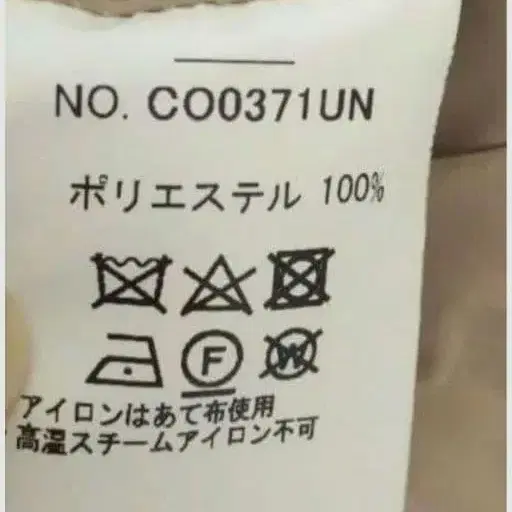 NO. CO0371UN
ポリエステル 100%
F W
アイロンはあて布使用
高温スチームアイロン不可